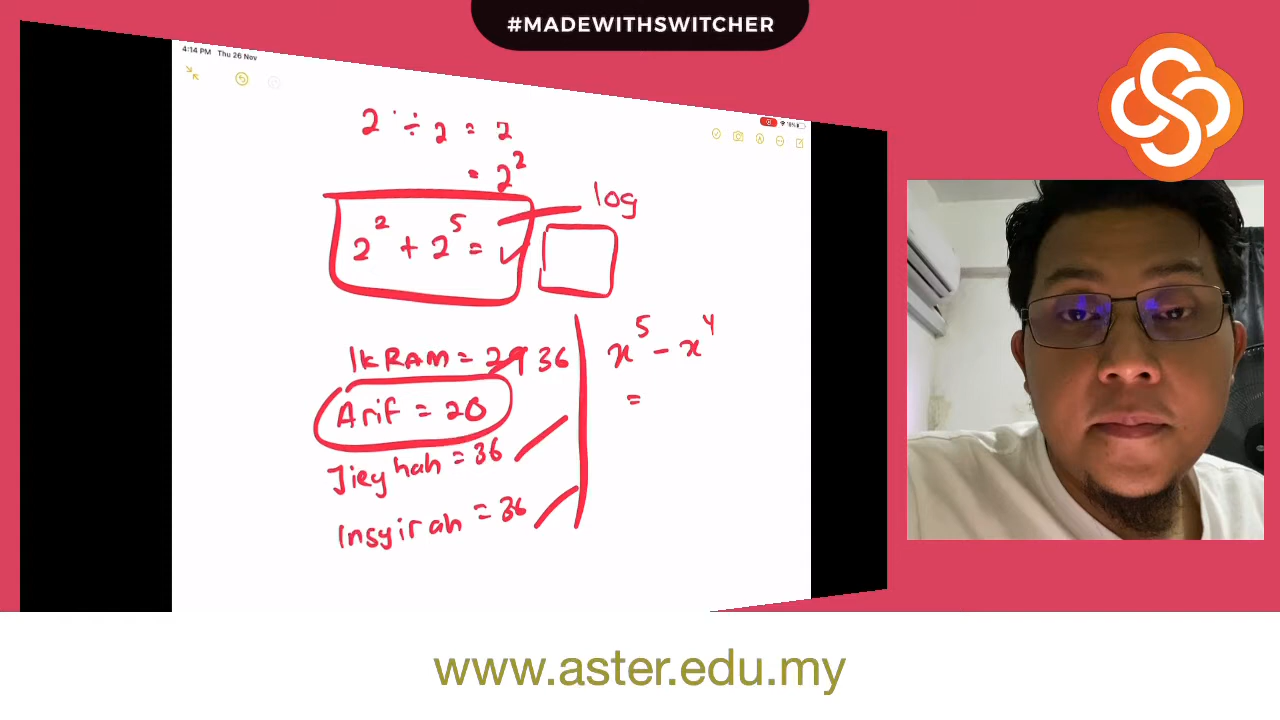 #MADEWITHSWITCHER
4:14 PM Thu 26 Nov
2 ÷ 2 = 2
= 2²
log
2² + 2⁵ =
IKRAM = 29 36
Arif = 20
Jieyhah = 36
Insyirah = 36
x⁵ - x⁴
=
www.aster.edu.my